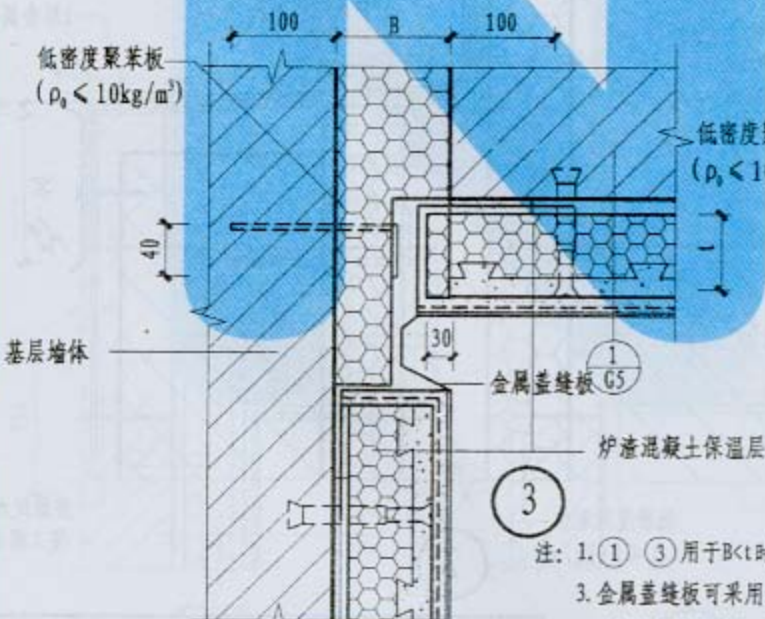 100 B 100
低密度聚苯板
(ρ₀≤10kg/m³)
低密度
(ρ₀≤1
40
t
基层墙体
30
1
G5
金属盖缝板
炉渣混凝土保温层
3
注: 1.① ③用于B<t
3.金属盖缝板可采用